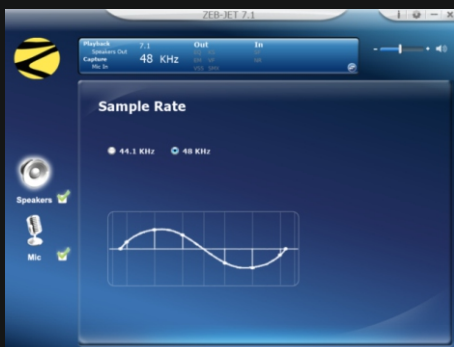 ZEB-JET 7.1
Playback 7.1 Out In
Speakers Out
Capture 48 KHz
Mic In
Sample Rate
44.1 KHz 48 KHz
Speakers
Mic